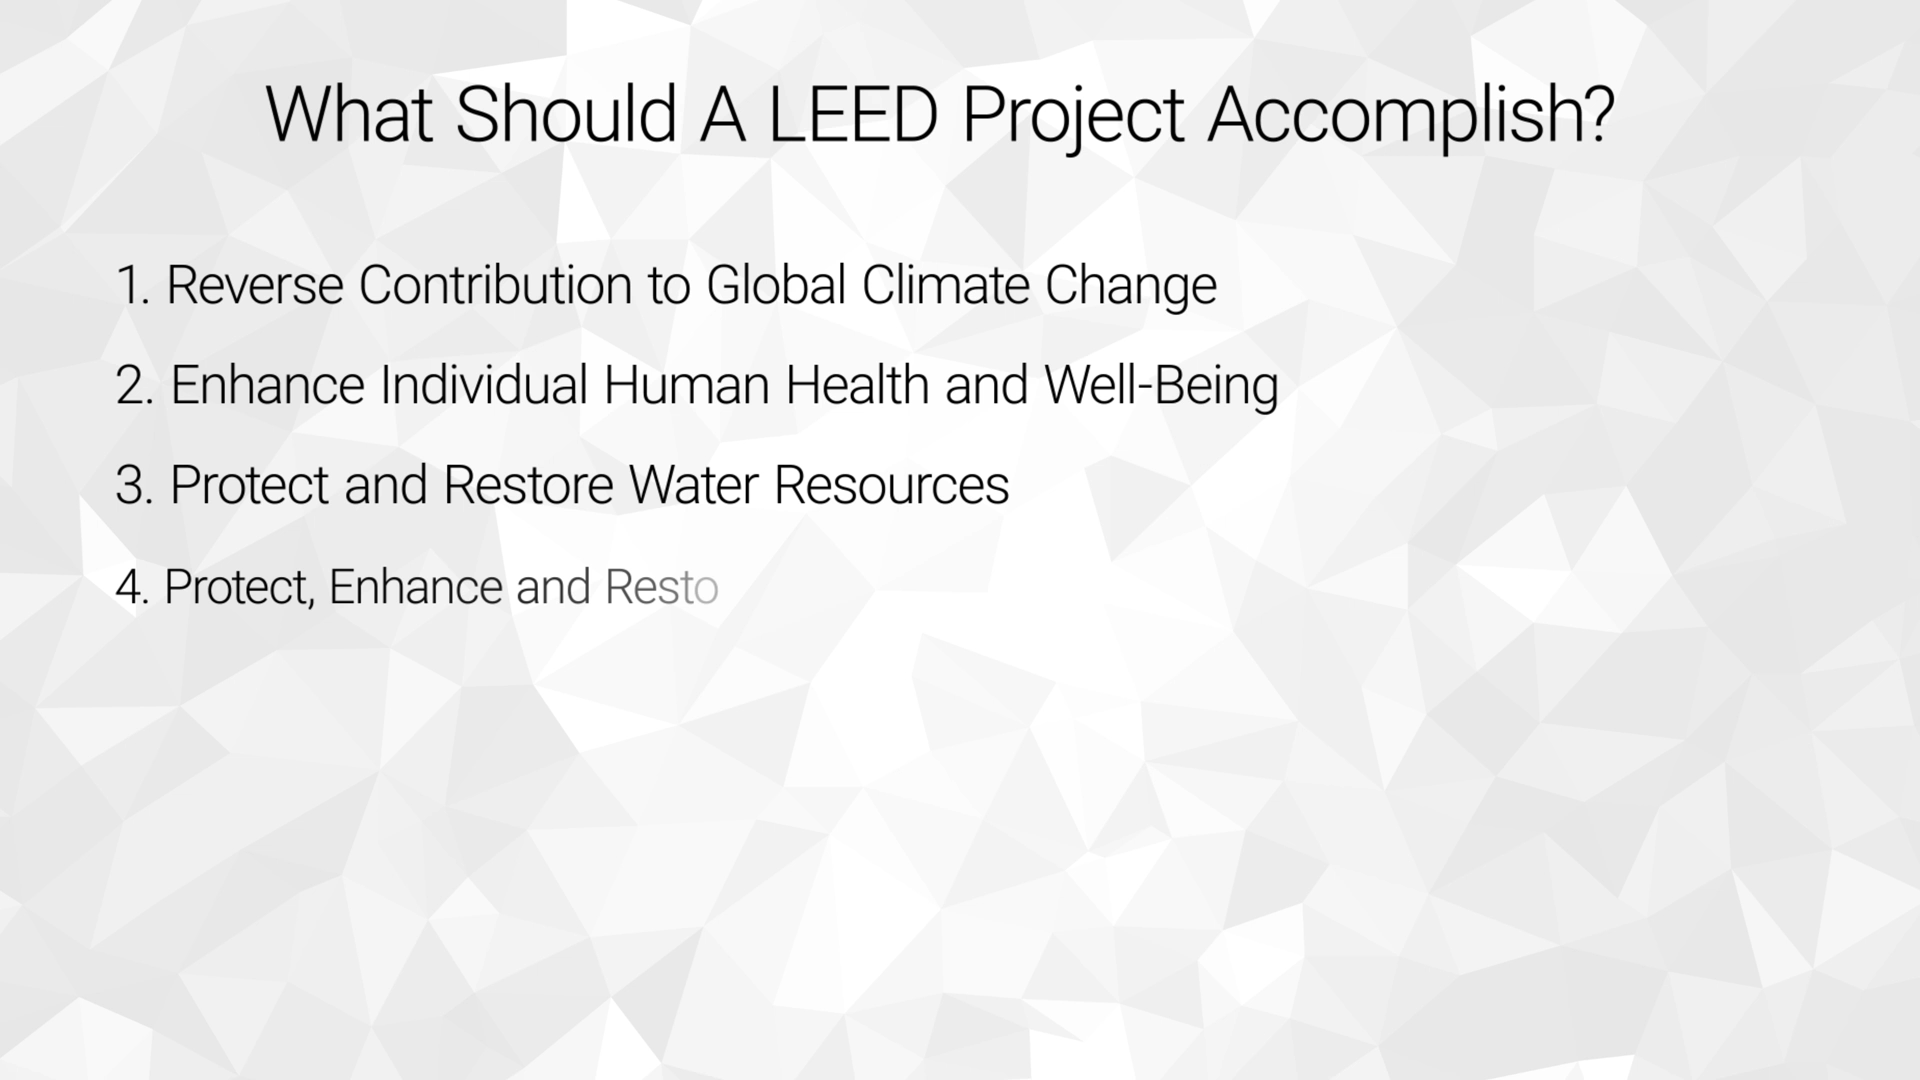 What Should A LEED Project Accomplish?
1. Reverse Contribution to Global Climate Change
2. Enhance Individual Human Health and Well-Being
3. Protect and Restore Water Resources
4. Protect, Enhance and Resto